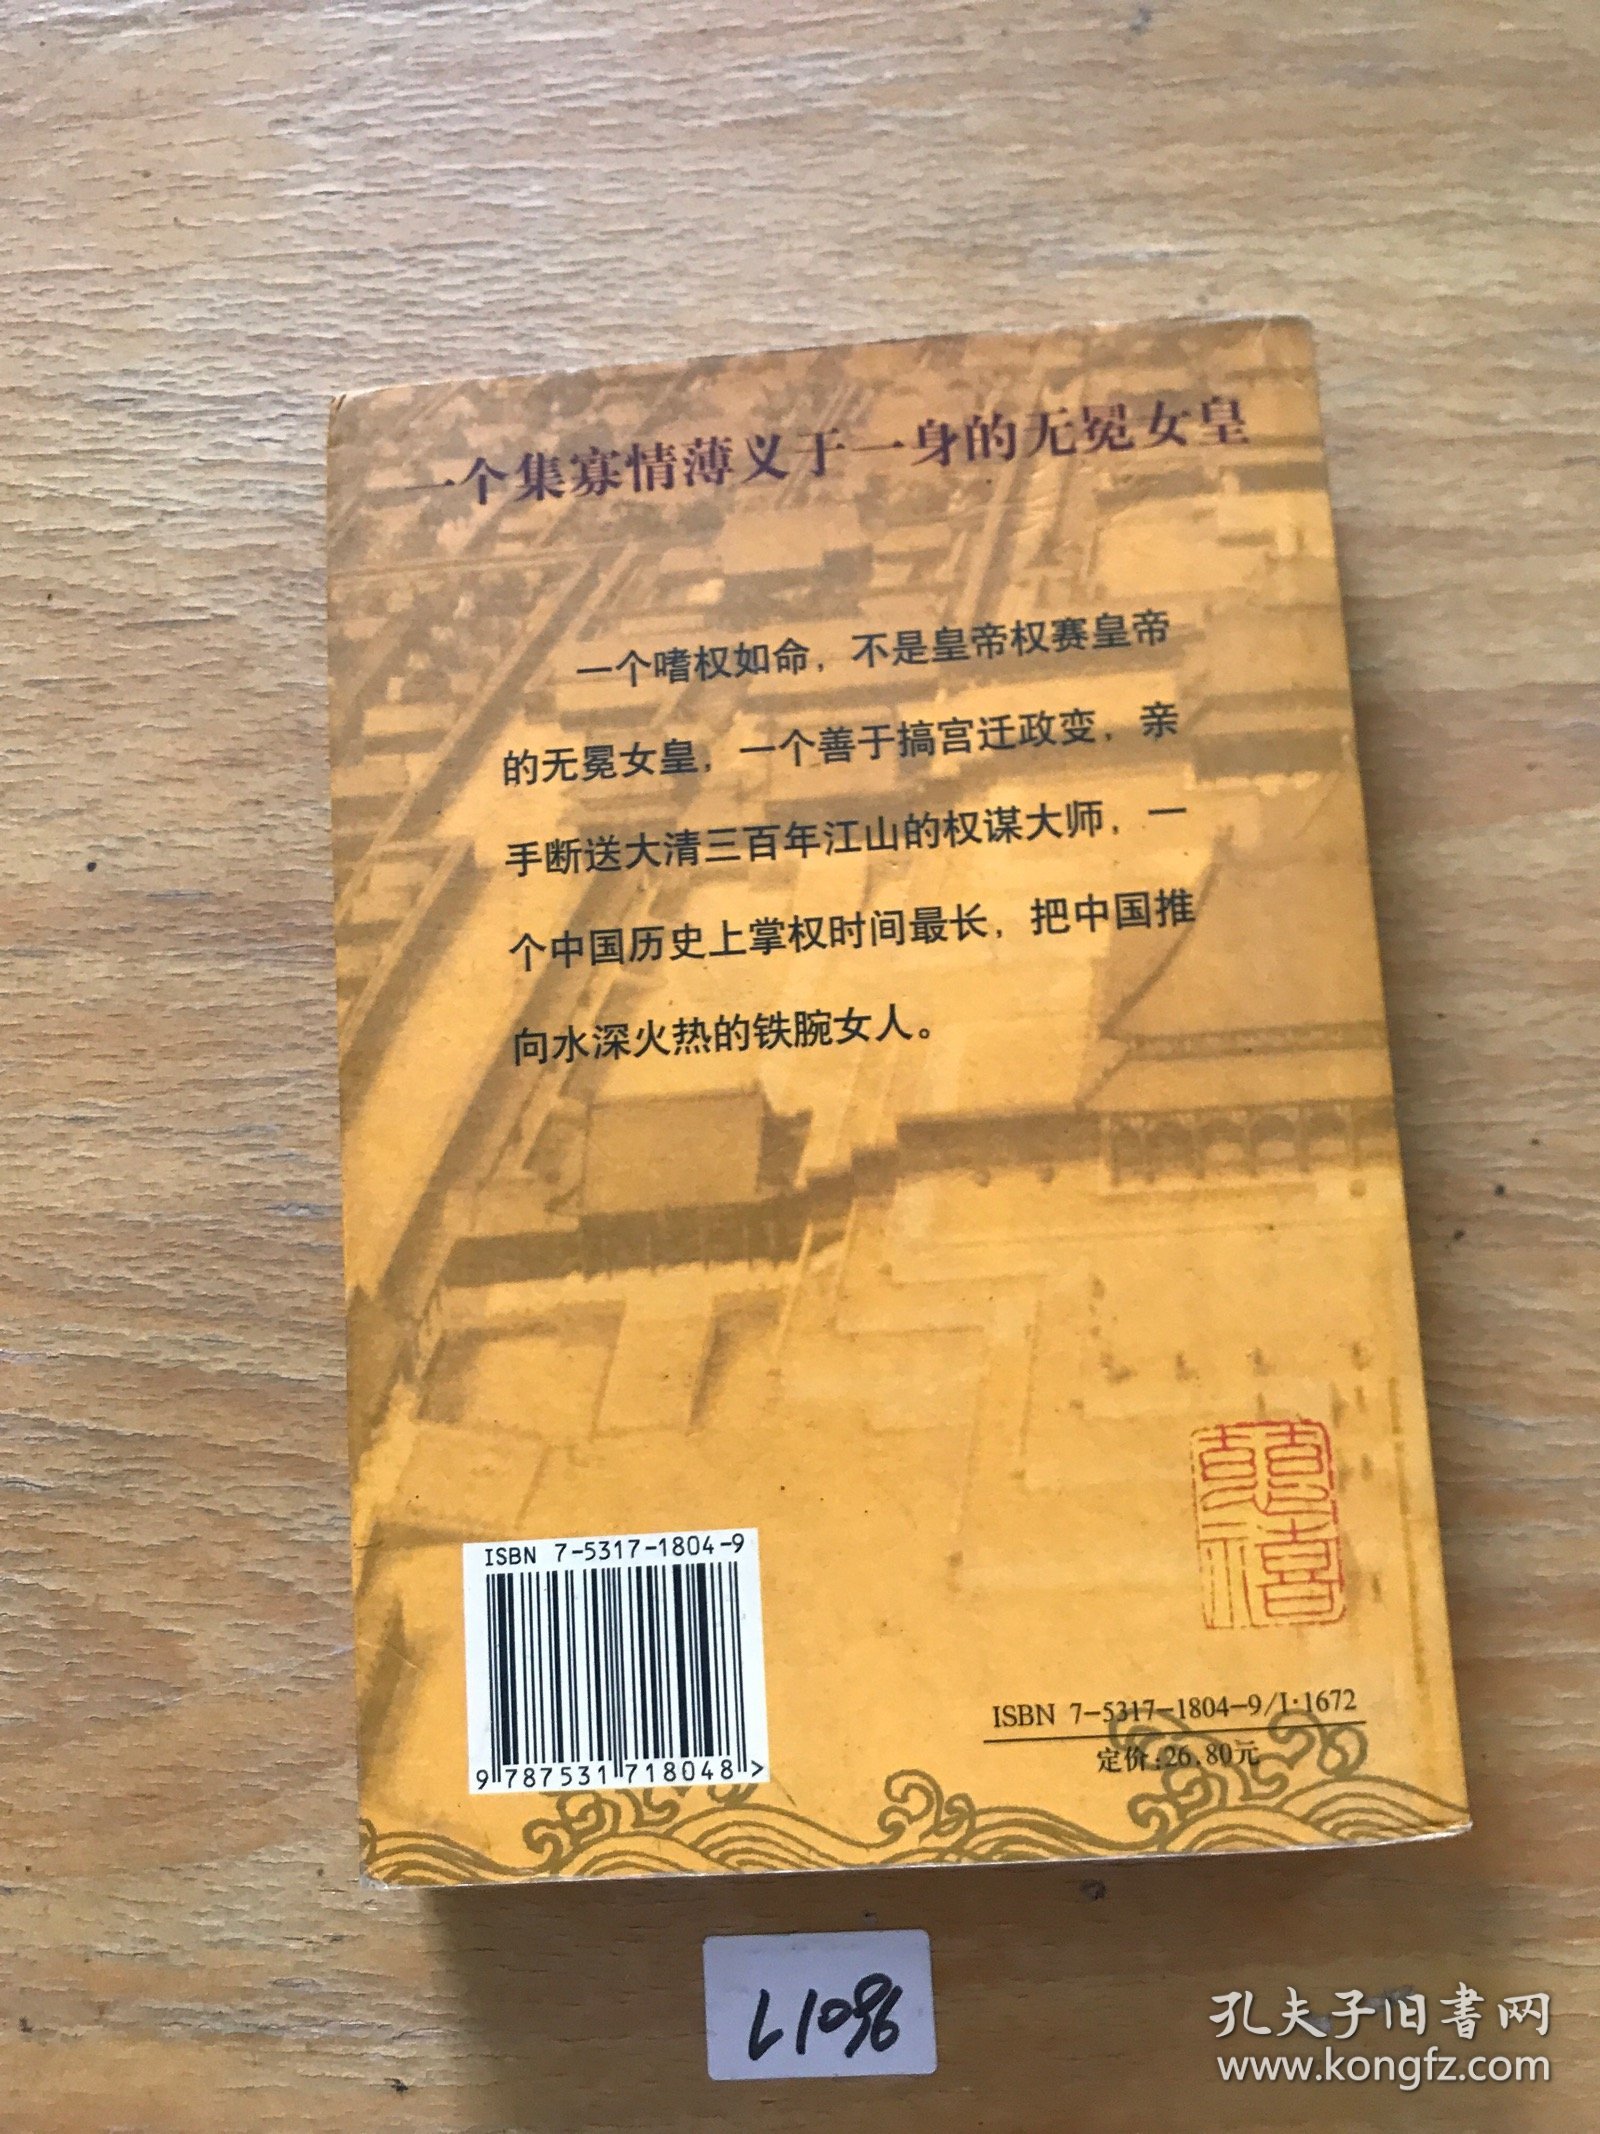 一个集寡情薄义于一身的无冕女皇
一个嗜权如命，不是皇帝权赛皇帝
的无冕女皇，一个善于搞宫迁政变，亲
手断送大清三百年江山的权谋大师，一
个中国历史上掌权时间最长，把中国推
向水深火热的铁腕女人。
ISBN 7-5317-1804-9
9 787531 718048 >
ISBN 7-5317-1804-9/I·1672
定价:26.80元
L1096
孔夫子旧书网
www.kongfz.com